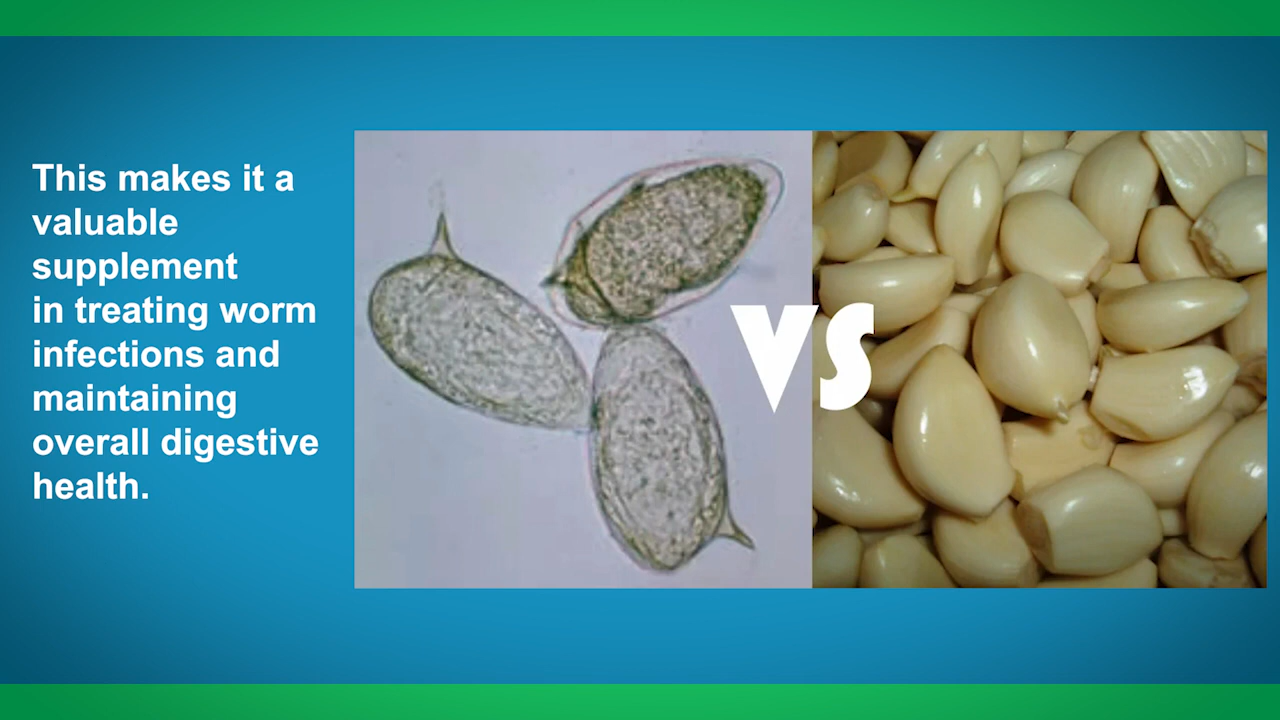 This makes it a
valuable
supplement
in treating worm
infections and
maintaining
overall digestive
health.
VS